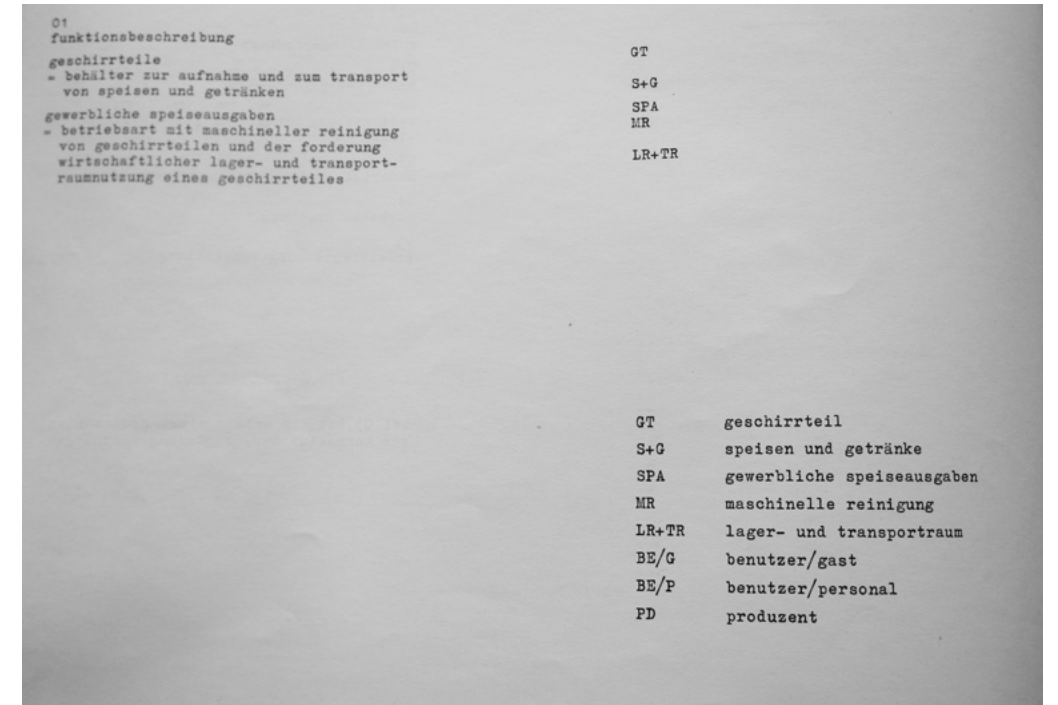 01
funktionsbeschreibung
geschirrteile
= behälter zur aufnahme und zum transport
von speisen und getränken
gewerbliche speiseausgaben
= betriebsart mit maschineller reinigung
von geschirrteilen und der forderung
wirtschaftlicher lager- und transport-
raumnutzung eines geschirrteiles
GT
S+G
SPA
MR
LR+TR
GT geschirrteil
S+G speisen und getränke
SPA gewerbliche speiseausgaben
MR maschinelle reinigung
LR+TR lager- und transportraum
BE/G benutzer/gast
BE/P benutzer/personal
PD produzent